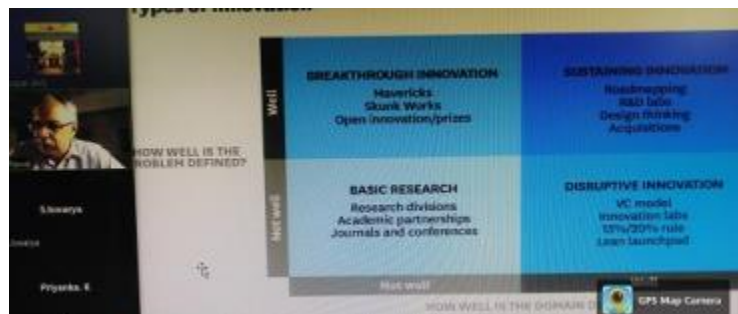 Types of Innovation
BREAKTHROUGH INNOVATION
Mavericks
Skunk Works
Open innovation/prizes
SUSTAINING INNOVATION
Roadmapping
R&D labs
Design thinking
Acquisitions
Well
HOW WELL IS THE
PROBLEM DEFINED?
BASIC RESEARCH
Research divisions
Academic partnerships
Journals and conferences
DISRUPTIVE INNOVATION
VC model
Innovation labs
15%/20% rule
Lean launchpad
Not well
Priyanka. R
Not well
HOW WELL IS THE DOMAIN D
GPS Map Camera